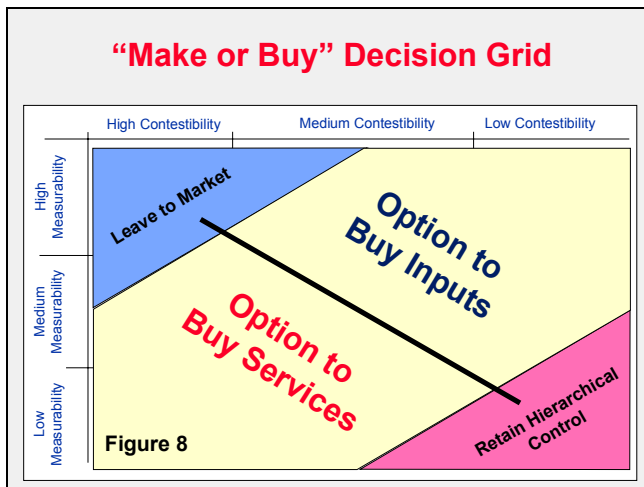 “Make or Buy” Decision Grid
High Contestibility
Medium Contestibility
Low Contestibility
High
Measurability
Medium
Measurability
Low
Measurability
Leave to Market
Option to
Buy Inputs
Option to
Buy Services
Retain Hierarchical
Control
Figure 8